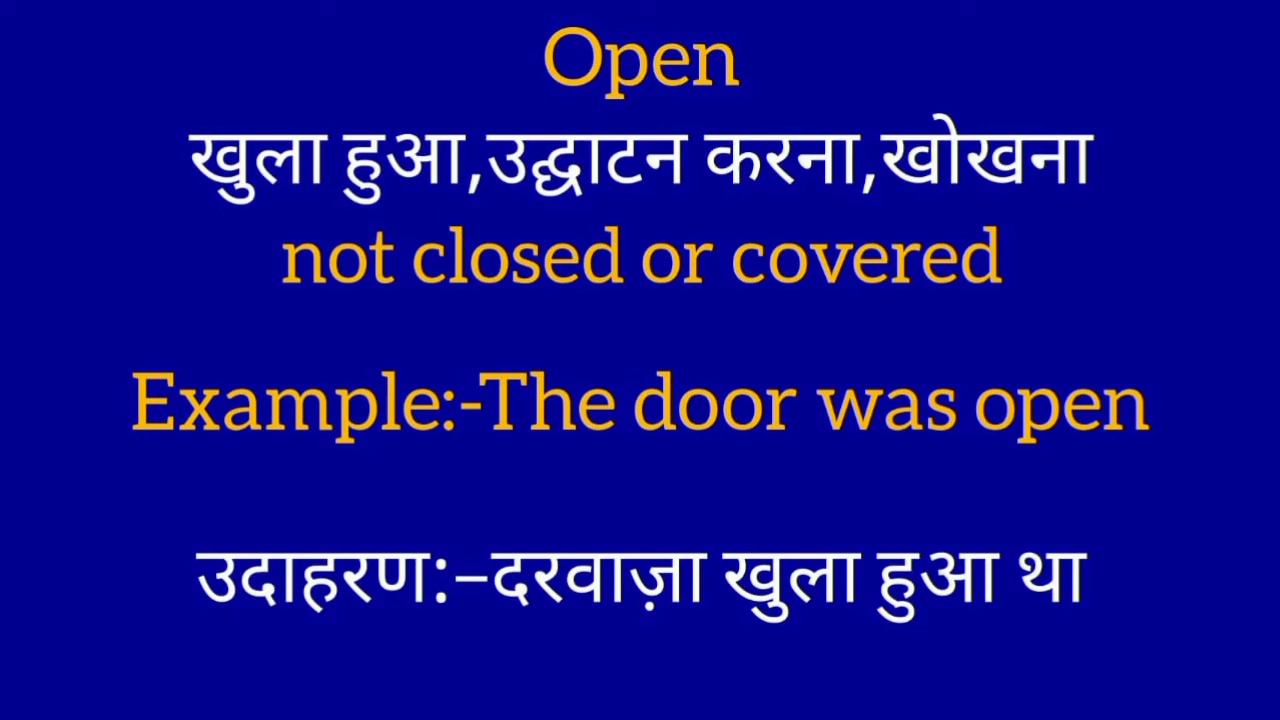 Open
खुला हुआ,उद्घाटन करना,खोखना
not closed or covered
Example:-The door was open
उदाहरण:–दरवाज़ा खुला हुआ था